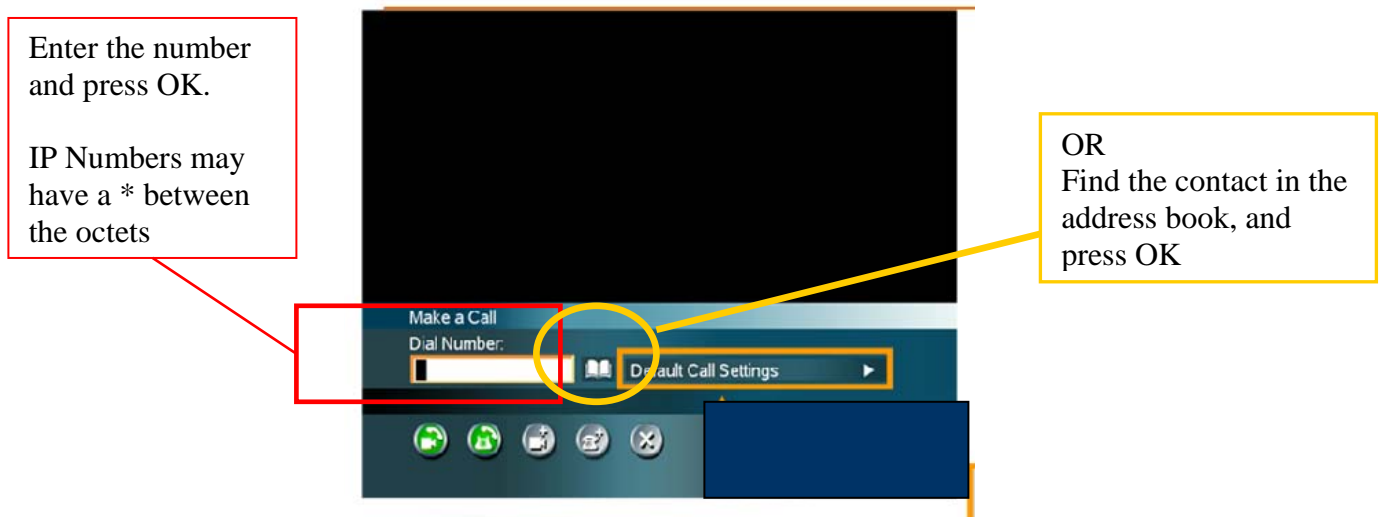 Enter the number
and press OK.
IP Numbers may
have a * between
the octets
OR
Find the contact in the
address book, and
press OK
Make a Call
Dial Number:
Default Call Settings